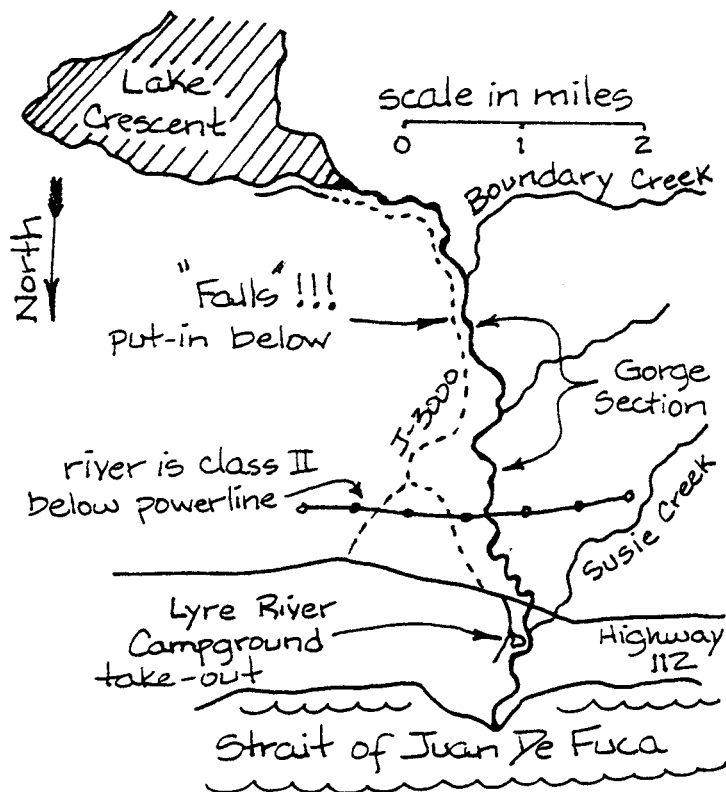 Lake
Crescent
scale in miles
0 1 2
Boundary Creek
North
"Falls" !!!
put-in below
Gorge
Section
J-3000
river is class II
below powerline
Susie Creek
Lyre River
Campground
take-out
Highway
112
Strait of Juan De Fuca